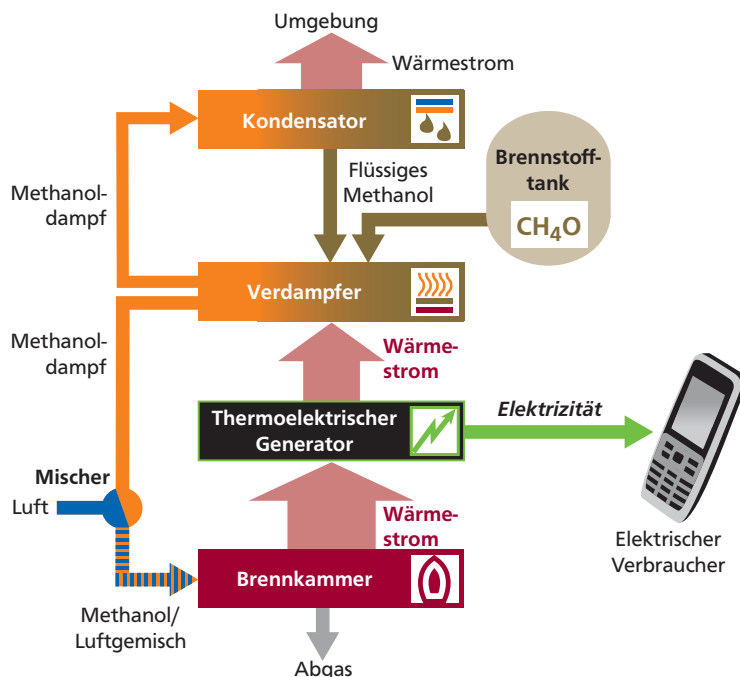 Umgebung
Wärmestrom
Kondensator
Flüssiges
Methanol
Brennstoff-
tank
CH₄O
Methanol-
dampf
Verdampfer
Methanol-
dampf
Wärme-
strom
Thermoelektrischer
Generator
Elektrizität
Mischer
Luft
Wärme-
strom
Brennkammer
Elektrischer
Verbraucher
Methanol/
Luftgemisch
Abgas